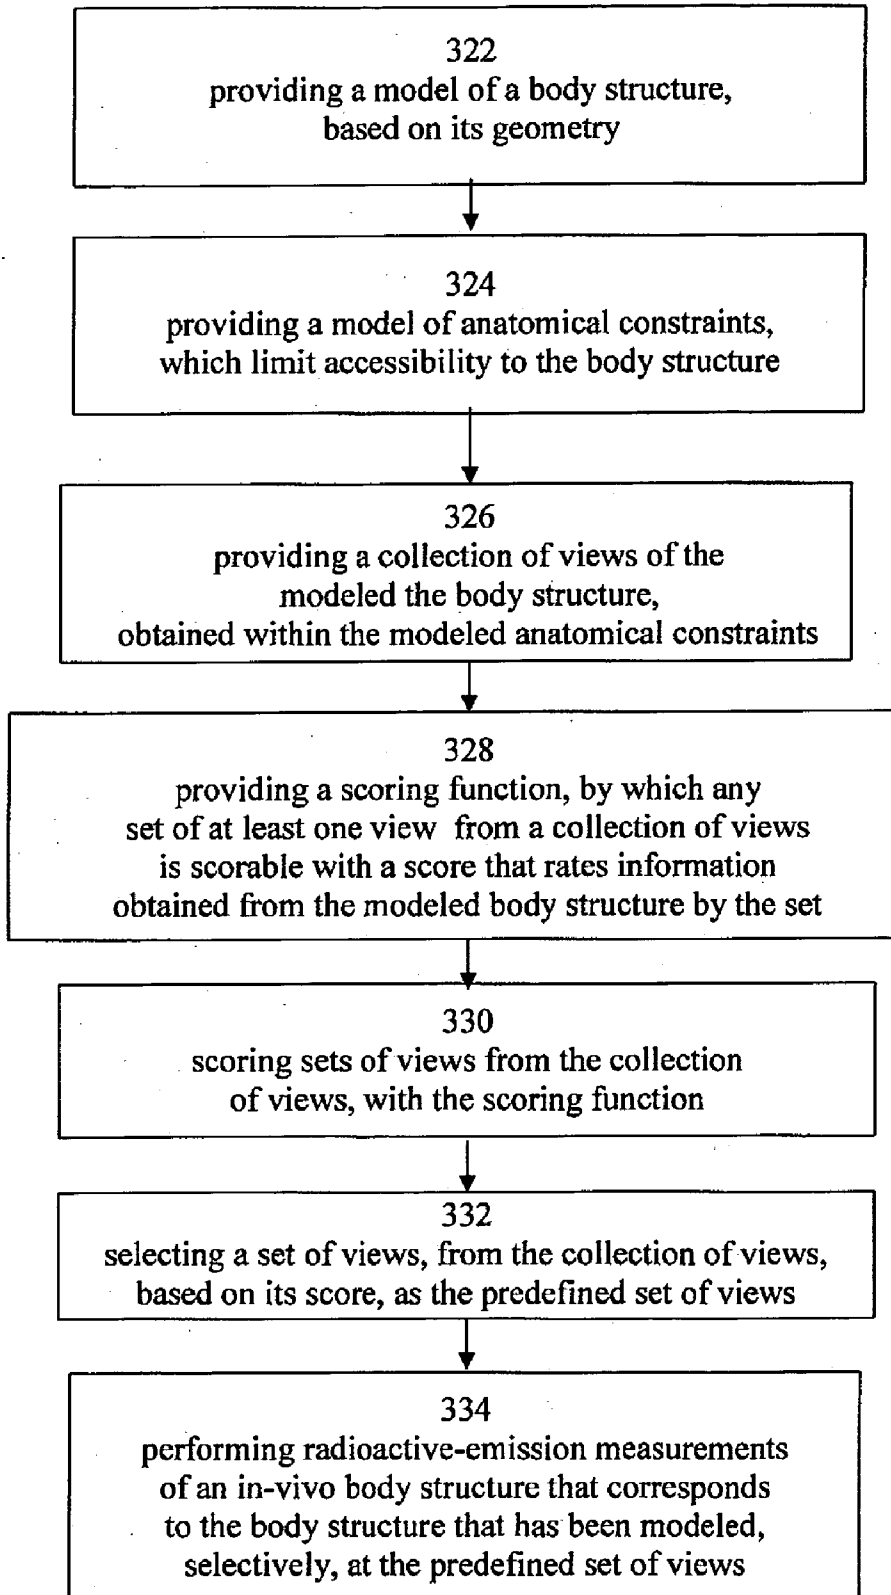 322
providing a model of a body structure,
based on its geometry
324
providing a model of anatomical constraints,
which limit accessibility to the body structure
326
providing a collection of views of the
modeled the body structure,
obtained within the modeled anatomical constraints
328
providing a scoring function, by which any
set of at least one view from a collection of views
is scorable with a score that rates information
obtained from the modeled body structure by the set
330
scoring sets of views from the collection
of views, with the scoring function
332
selecting a set of views, from the collection of views,
based on its score, as the predefined set of views
334
performing radioactive-emission measurements
of an in-vivo body structure that corresponds
to the body structure that has been modeled,
selectively, at the predefined set of views